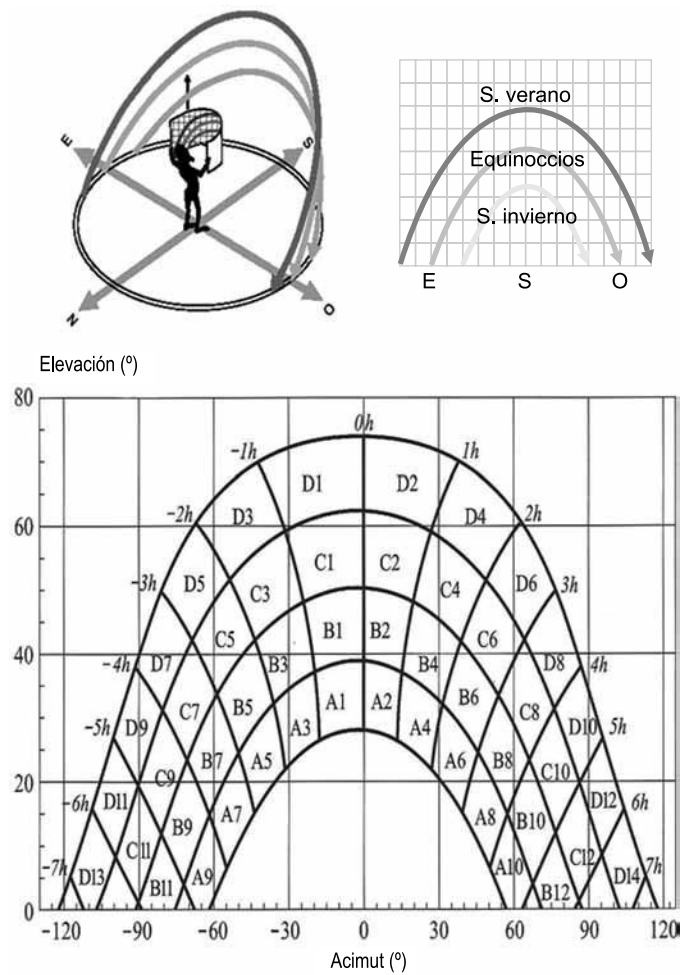 E
S
N
O
S. verano
Equinoccios
S. invierno
E S O
Elevación (º)
80
60
40
20
0
0h
−1h 1h
D1 D2
−2h D3 D4 2h
C1 C2
−3h D5 C3 C4 D6 3h
C5 B1 B2 C6
−4h D7 B3 B4 D8 4h
C7 B5 A1 A2 B6 C8
−5h D9 A3 A4 D10 5h
B7 A5 A6 B8
C9 C10
−6h D11 A7 A8 D12 6h
B9 B10
C11 C12
−7h D13 A9 A10 D14 7h
B11 B12
−120 −90 −60 −30 0 30 60 90 120
Acimut (º)